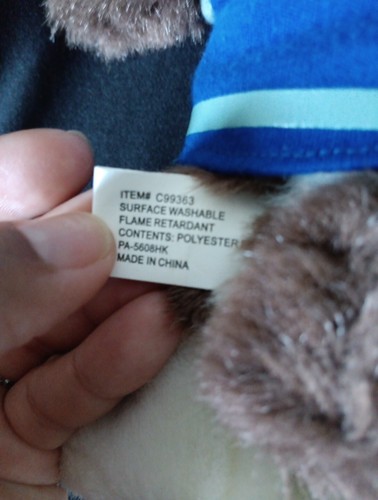 ITEM# C99363
SURFACE WASHABLE
FLAME RETARDANT
CONTENTS: POLYESTER
PA-5608HK
MADE IN CHINA